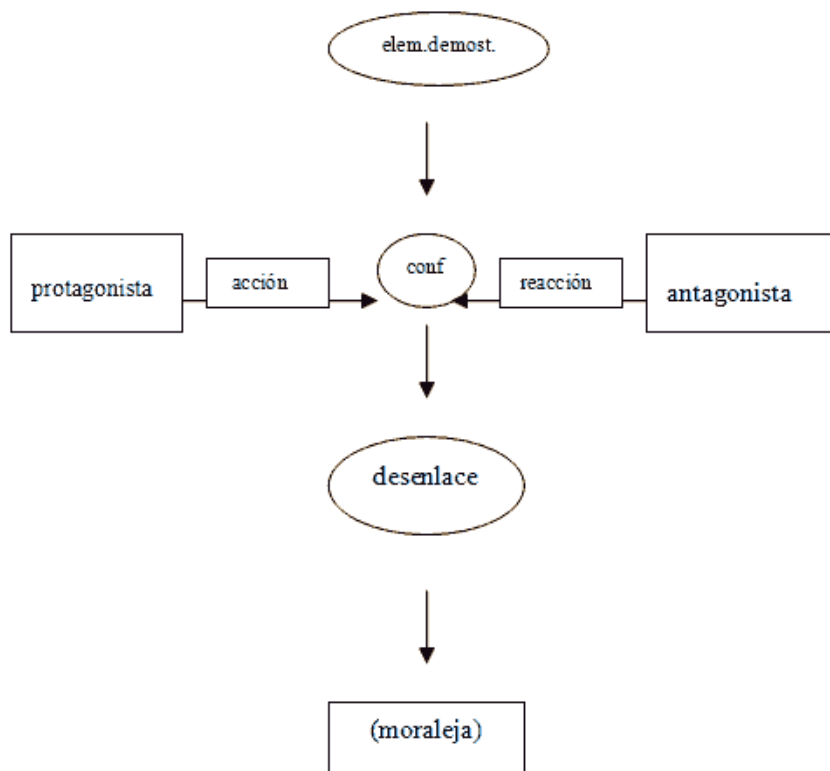 elem.demost.
protagonista
acción
conf
reacción
antagonista
desenlace
(moraleja)